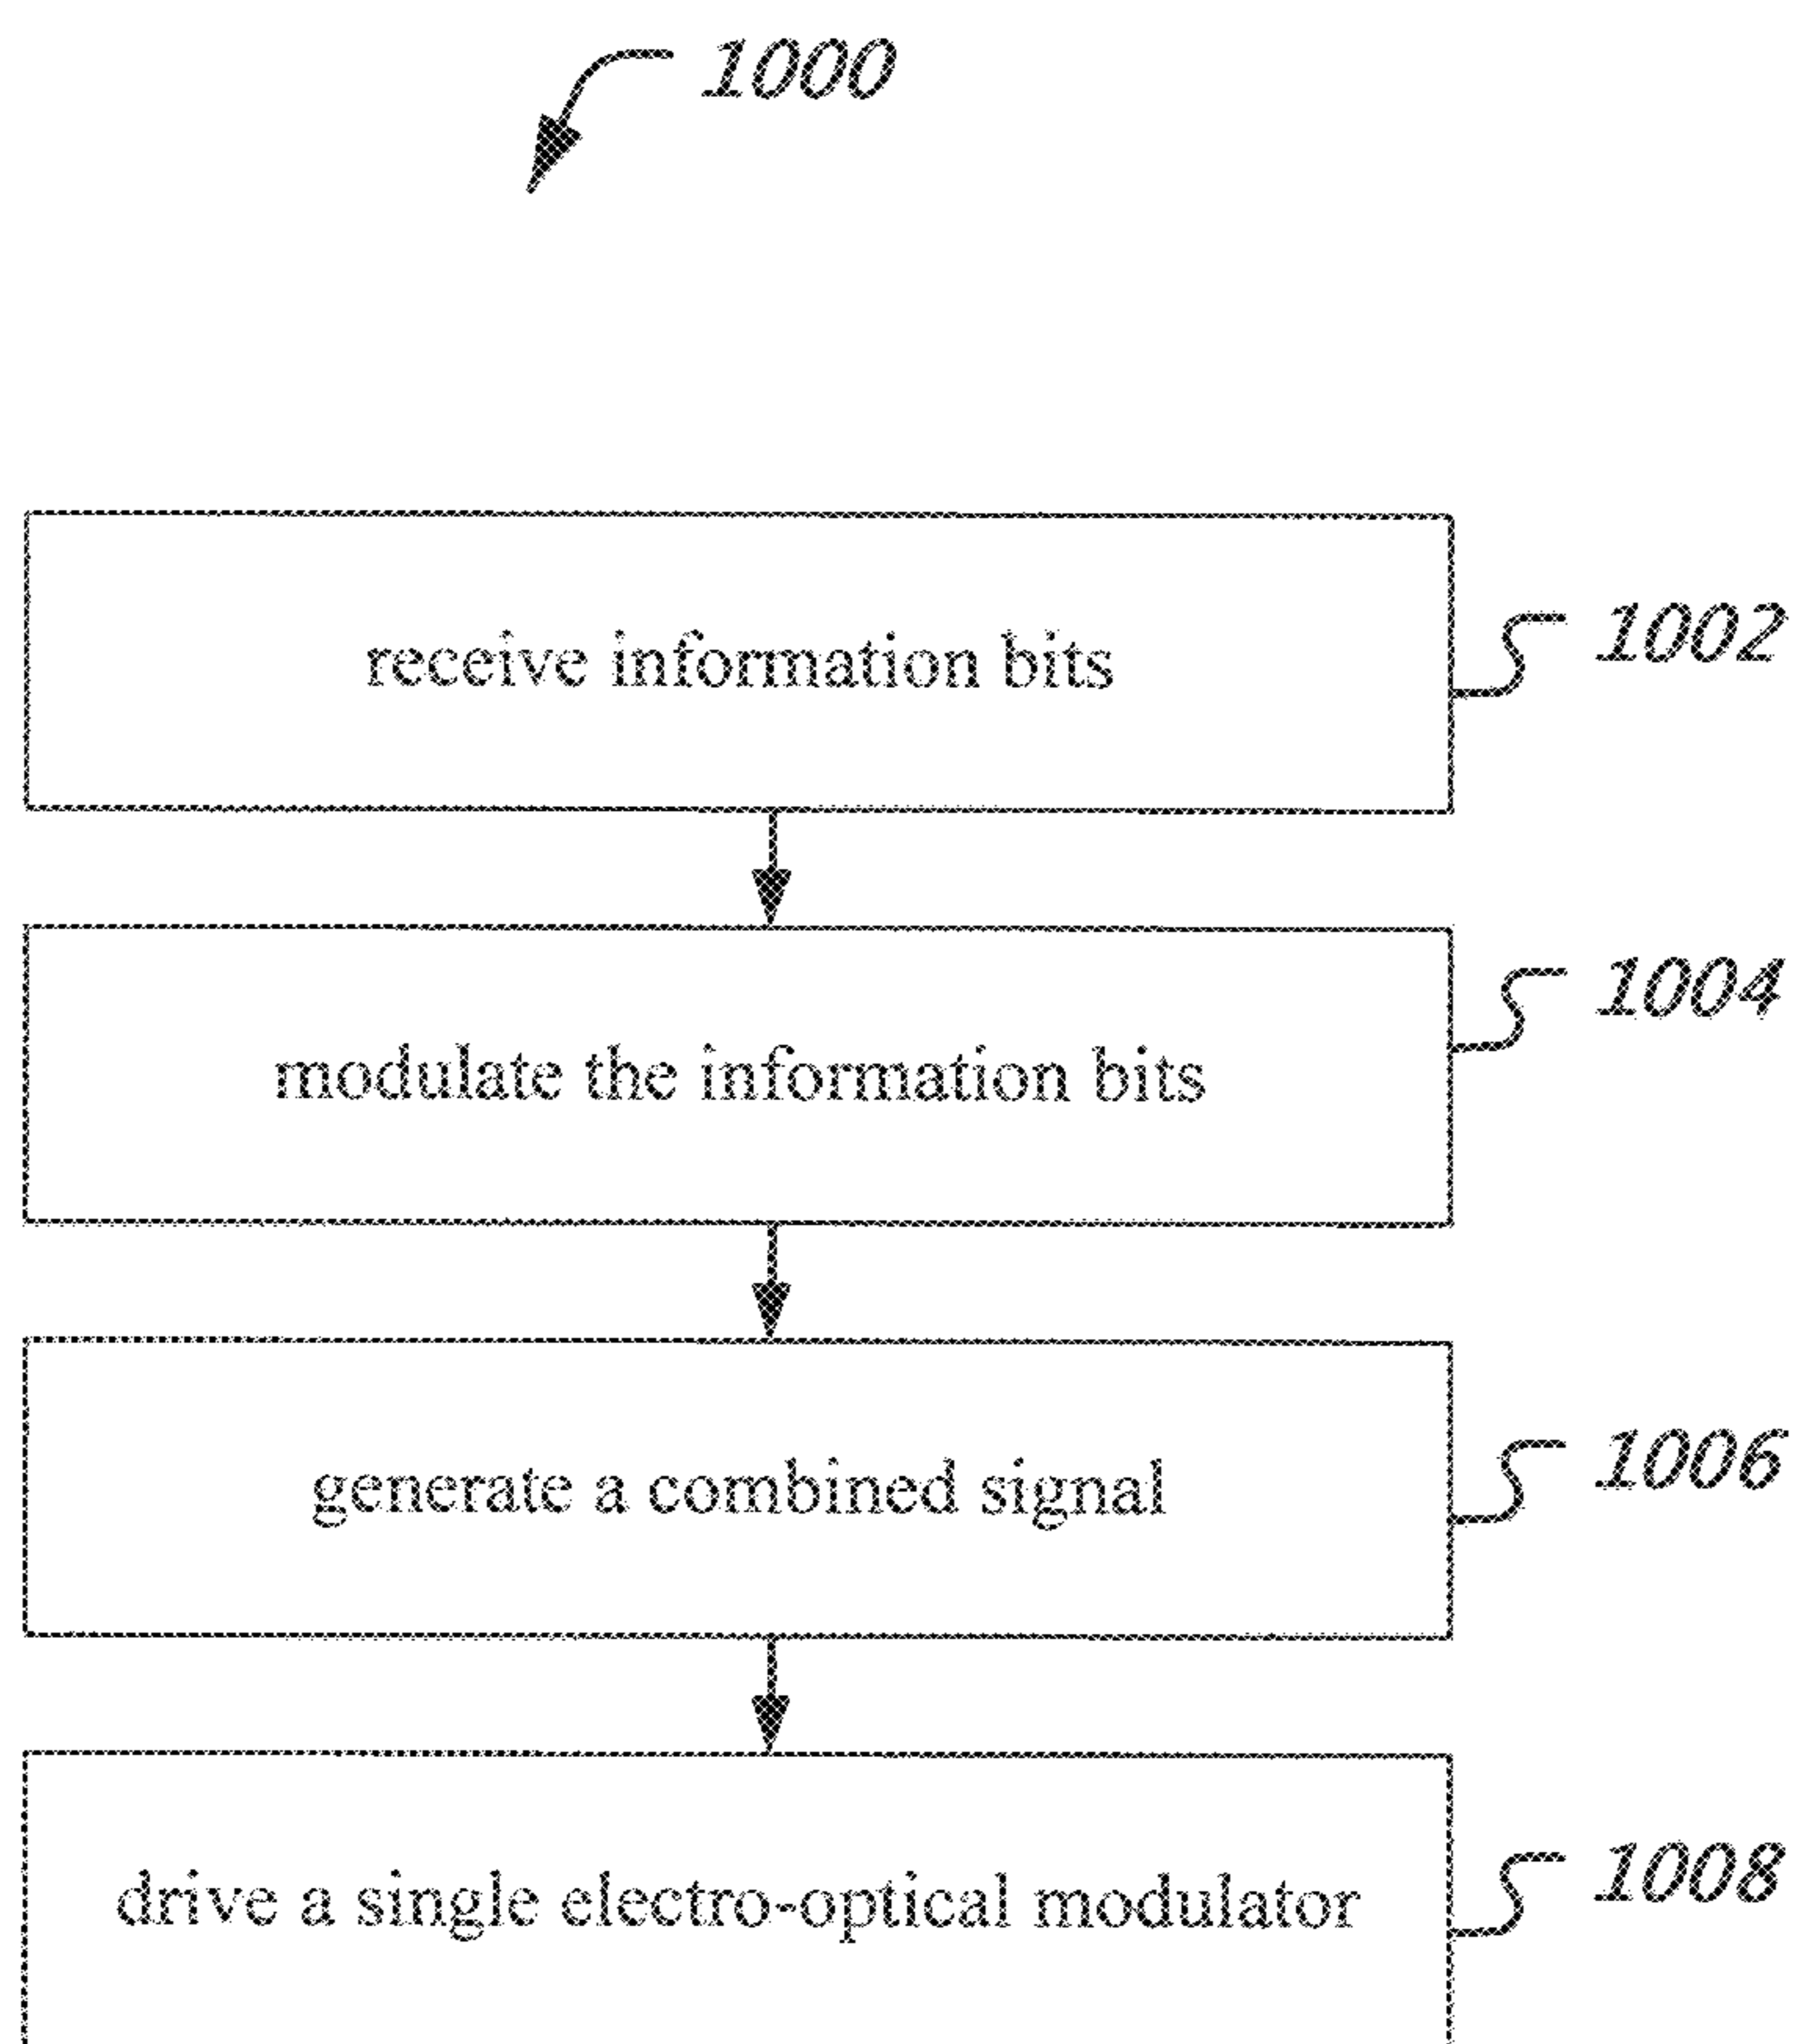 1000
receive information bits
1002
modulate the information bits
1004
generate a combined signal
1006
drive a single electro-optical modulator
1008